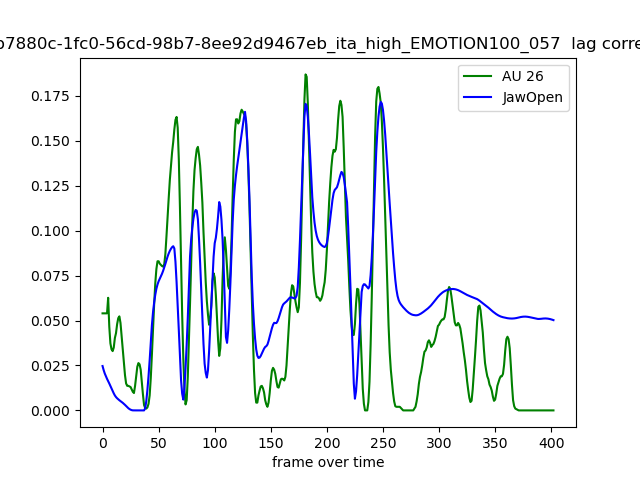 b7880c-1fc0-56cd-98b7-8ee92d9467eb_ita_high_EMOTION100_057 lag corre
AU 26
JawOpen
0.175
0.150
0.125
0.100
0.075
0.050
0.025
0.000
0 50 100 150 200 250 300 350 400
frame over time